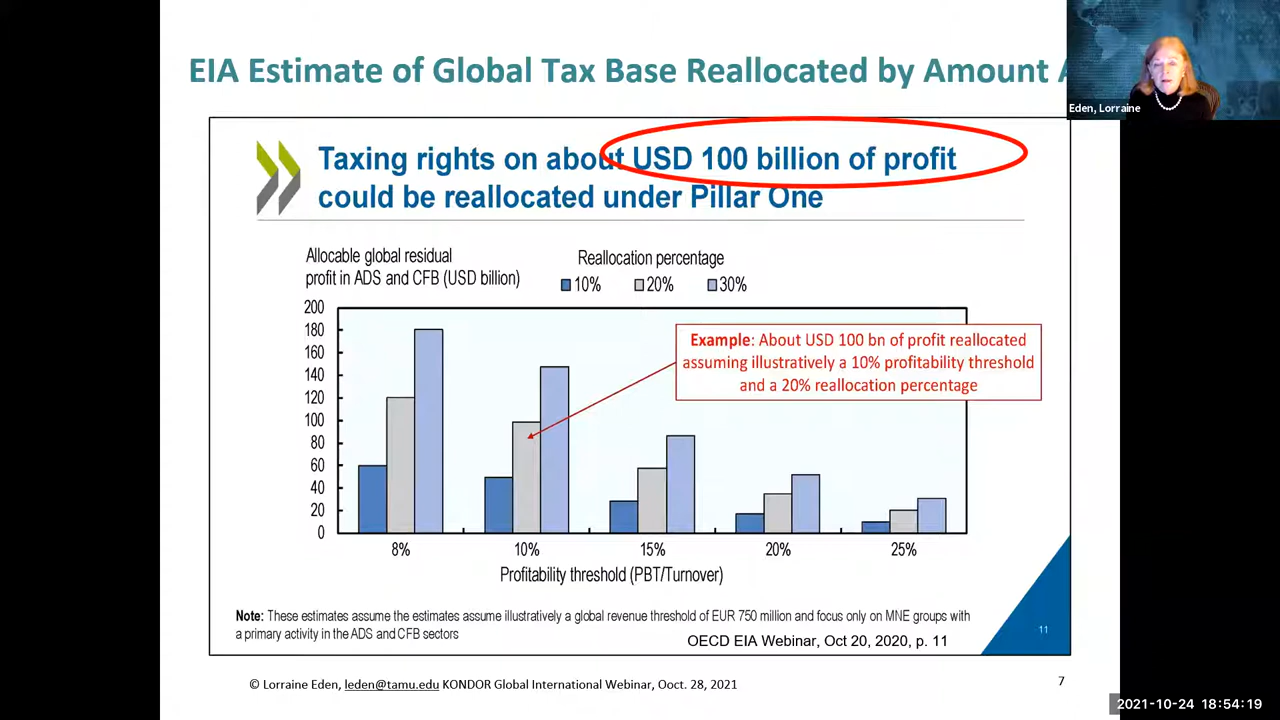 EIA Estimate of Global Tax Base Reallocated by Amount A
Eden, Lorraine
Taxing rights on about USD 100 billion of profit
could be reallocated under Pillar One
Allocable global residual
profit in ADS and CFB (USD billion)
Reallocation percentage
10% 20% 30%
200
180
160
140
120
100
80
60
40
20
0
Example: About USD 100 bn of profit reallocated
assuming illustratively a 10% profitability threshold
and a 20% reallocation percentage
8% 10% 15% 20% 25%
Profitability threshold (PBT/Turnover)
Note: These estimates assume the estimates assume illustratively a global revenue threshold of EUR 750 million and focus only on MNE groups with
a primary activity in the ADS and CFB sectors
OECD EIA Webinar, Oct 20, 2020, p. 11
11
© Lorraine Eden, leden@tamu.edu KONDOR Global International Webinar, Ooct. 28, 2021
7
2021-10-24 18:54:19